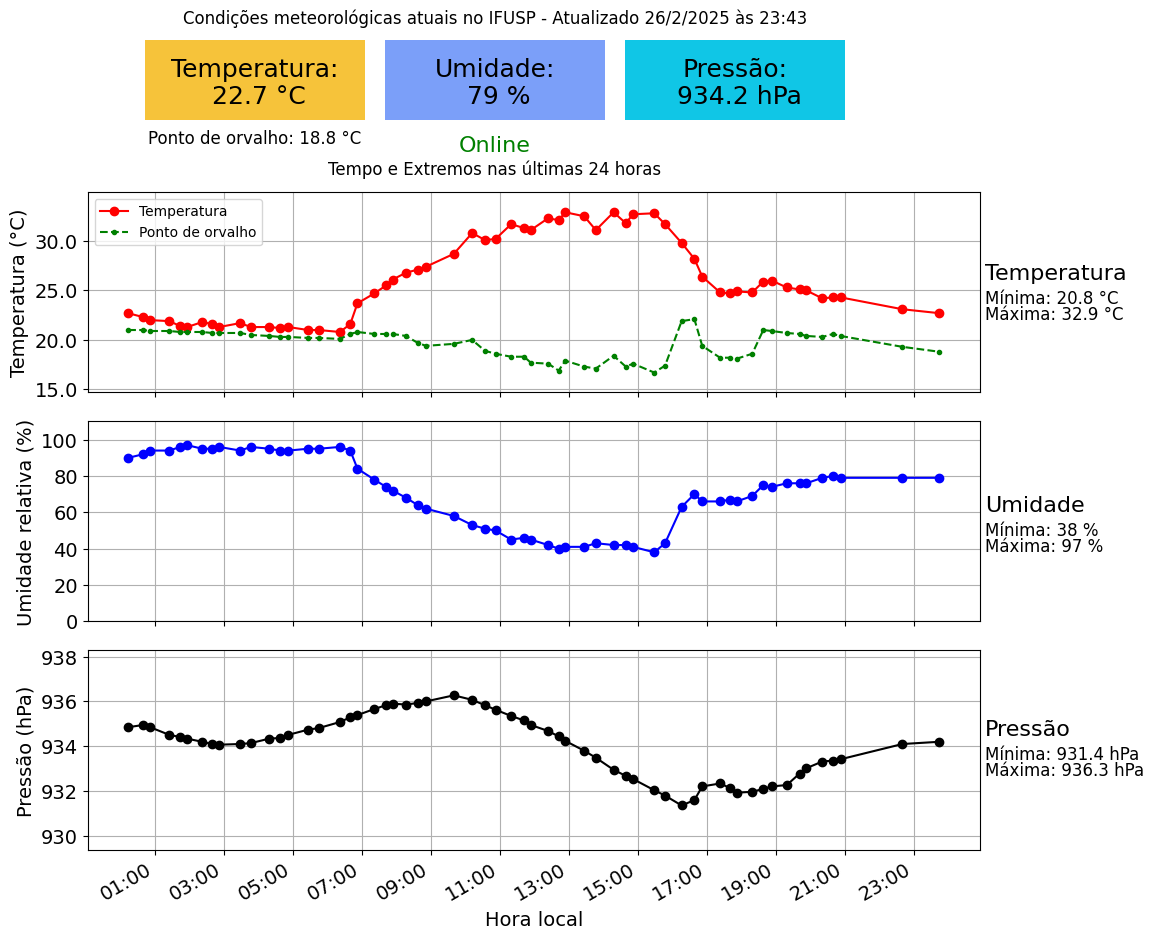 Condições meteorológicas atuais no IFUSP - Atualizado 26/2/2025 às 23:43
Temperatura:
22.7 °C
Umidade:
79 %
Pressão:
934.2 hPa
Ponto de orvalho: 18.8 °C
Online
Tempo e Extremos nas últimas 24 horas
Temperatura (°C)
30.0
25.0
20.0
15.0
Temperatura
Ponto de orvalho
Temperatura
Mínima: 20.8 °C
Máxima: 32.9 °C
Umidade relativa (%)
100
80
60
40
20
0
Umidade
Mínima: 38 %
Máxima: 97 %
Pressão (hPa)
938
936
934
932
930
Pressão
Mínima: 931.4 hPa
Máxima: 936.3 hPa
01:00 03:00 05:00 07:00 09:00 11:00 13:00 15:00 17:00 19:00 21:00 23:00
Hora local